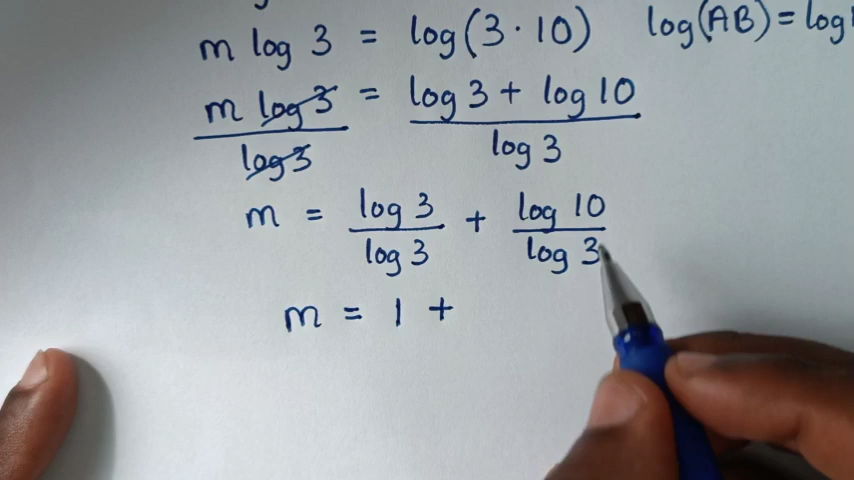 m log 3 = log(3·10) log(AB) = log
m log 3 = log 3 + log 10
log 3 log 3
m = log 3 + log 10
log 3 log 3
m = 1 +